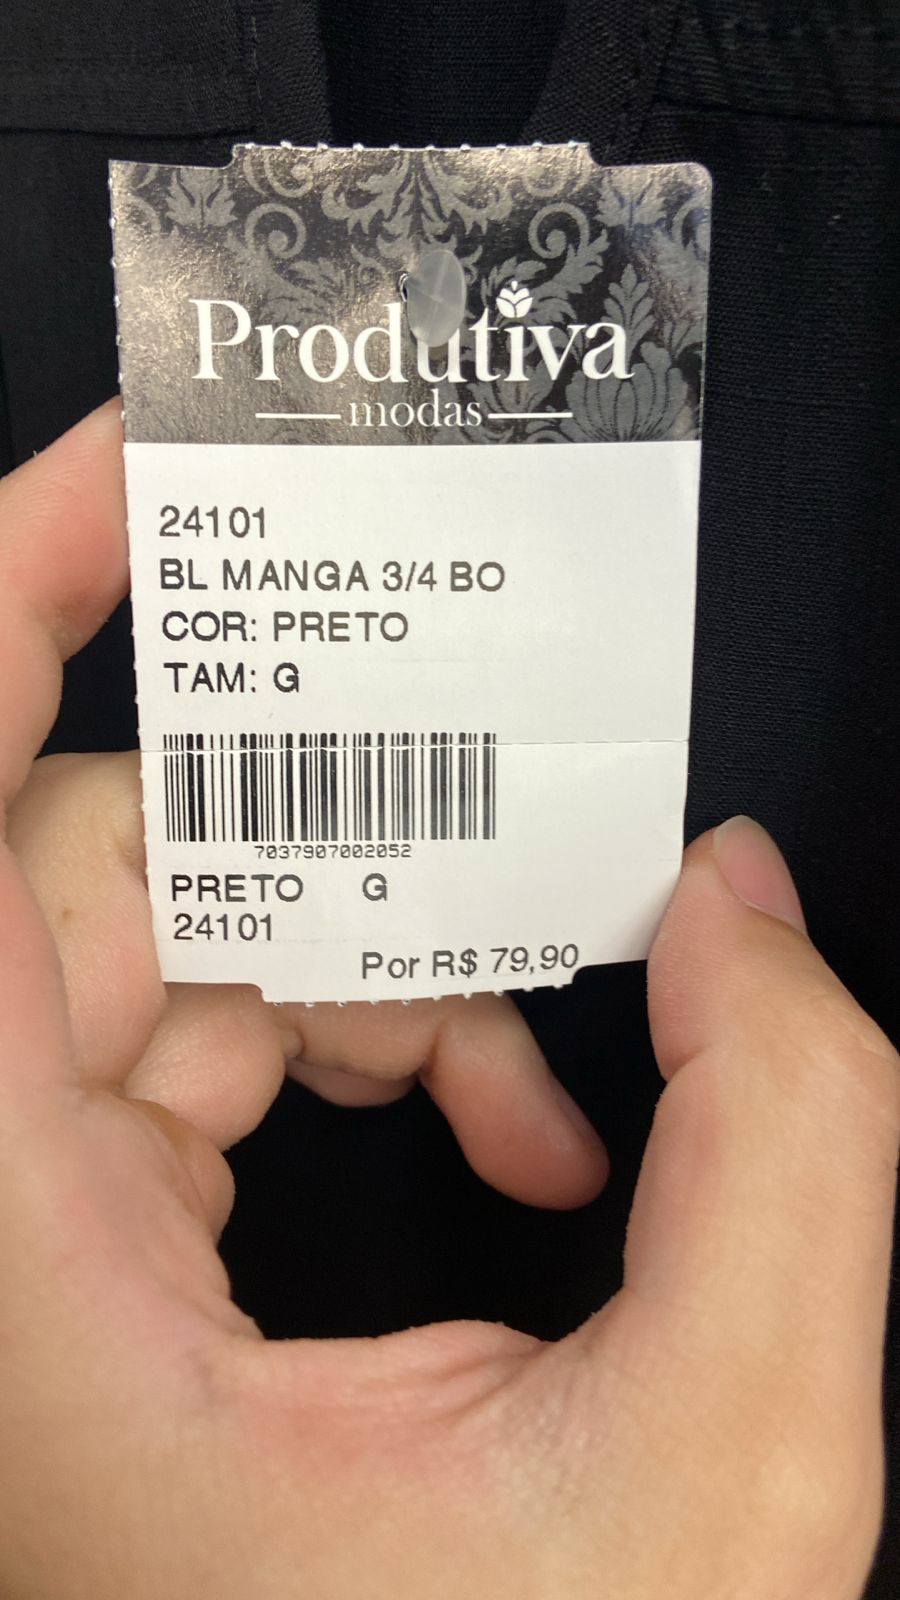 Produtiva
modas
24101
BL MANGA 3/4 BO
COR: PRETO
TAM: G
7037907002052
PRETO G
24101
Por R$ 79,90